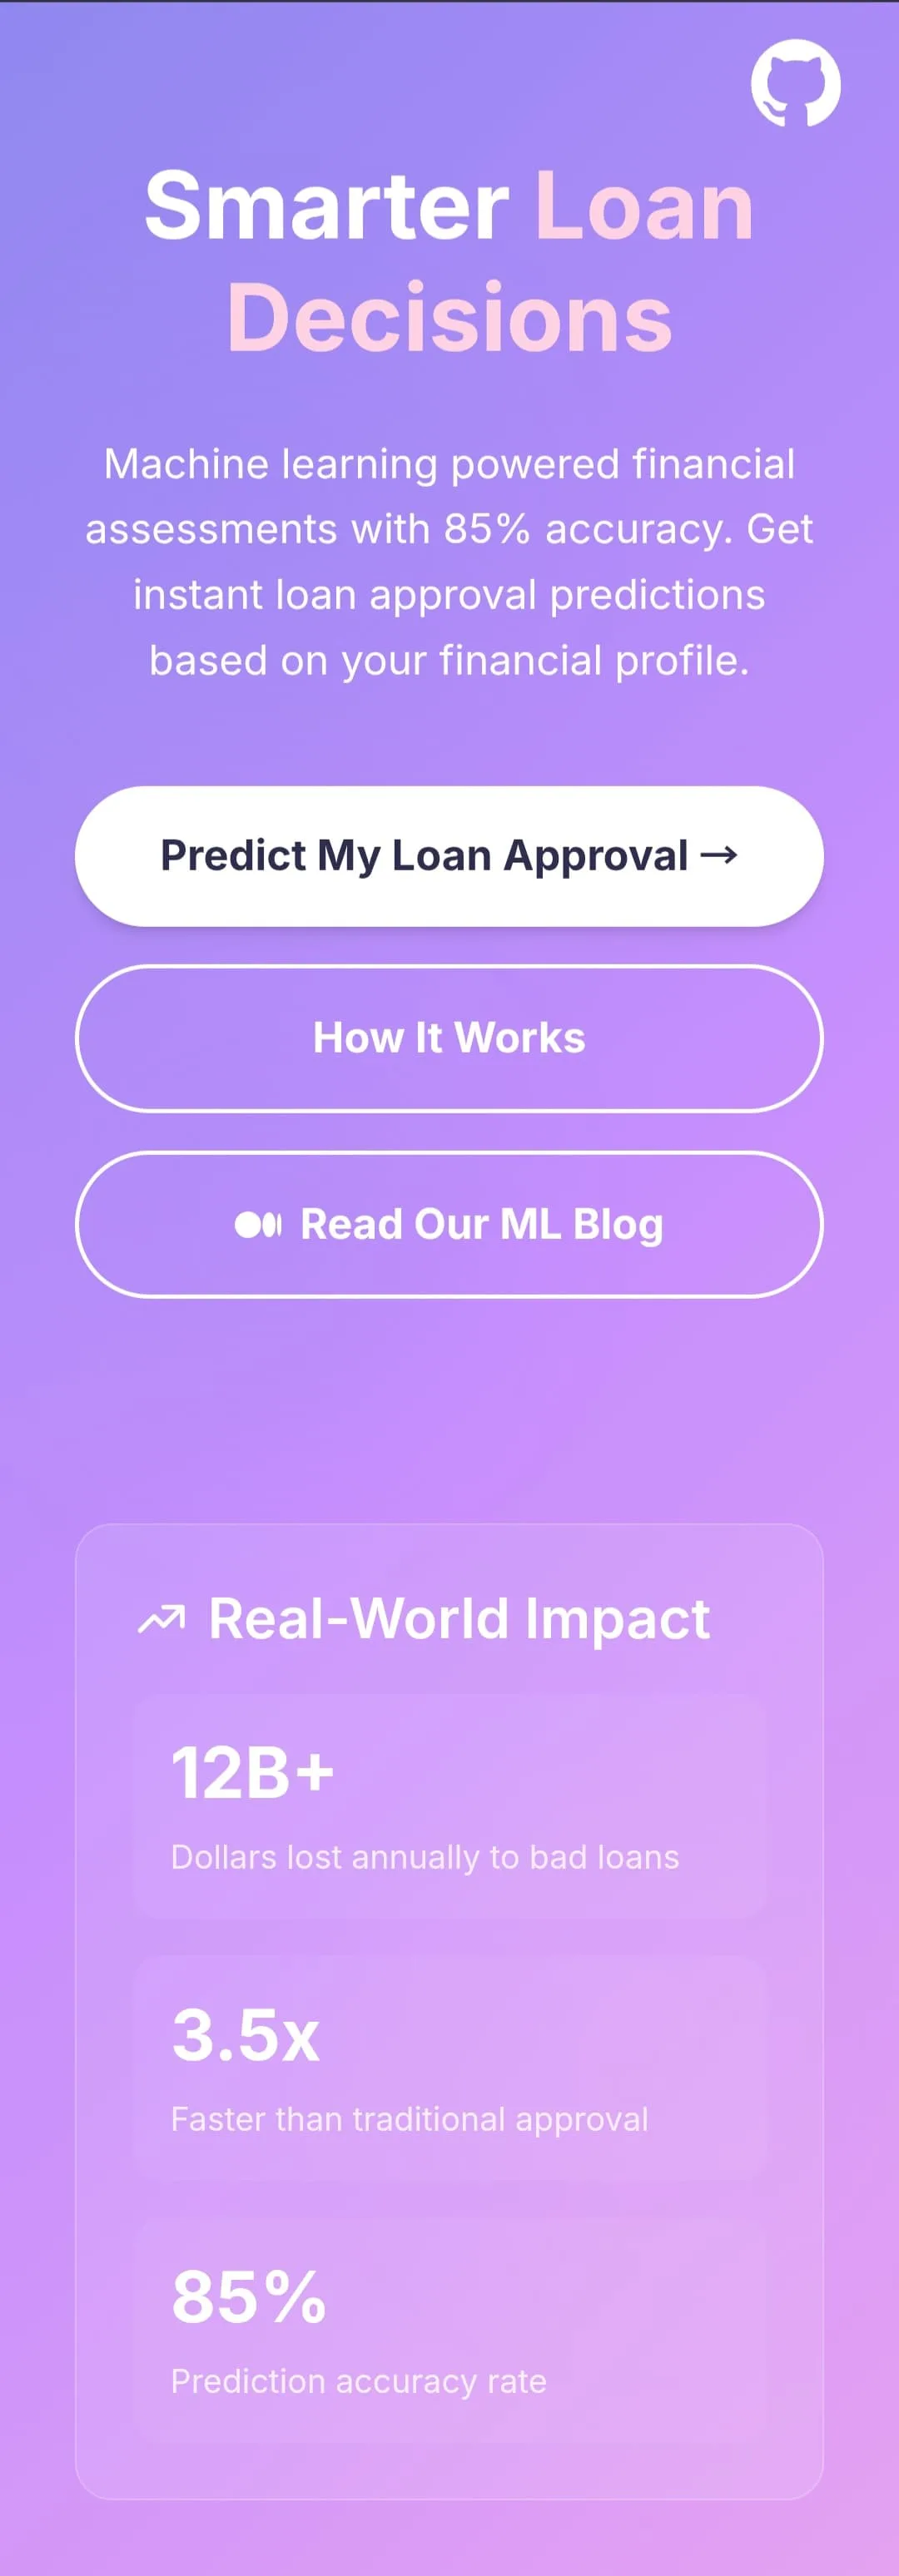 Smarter Loan
Decisions
Machine learning powered financial
assessments with 85% accuracy. Get
instant loan approval predictions
based on your financial profile.
Predict My Loan Approval →
How It Works
Read Our ML Blog
Real-World Impact
12B+
Dollars lost annually to bad loans
3.5x
Faster than traditional approval
85%
Prediction accuracy rate